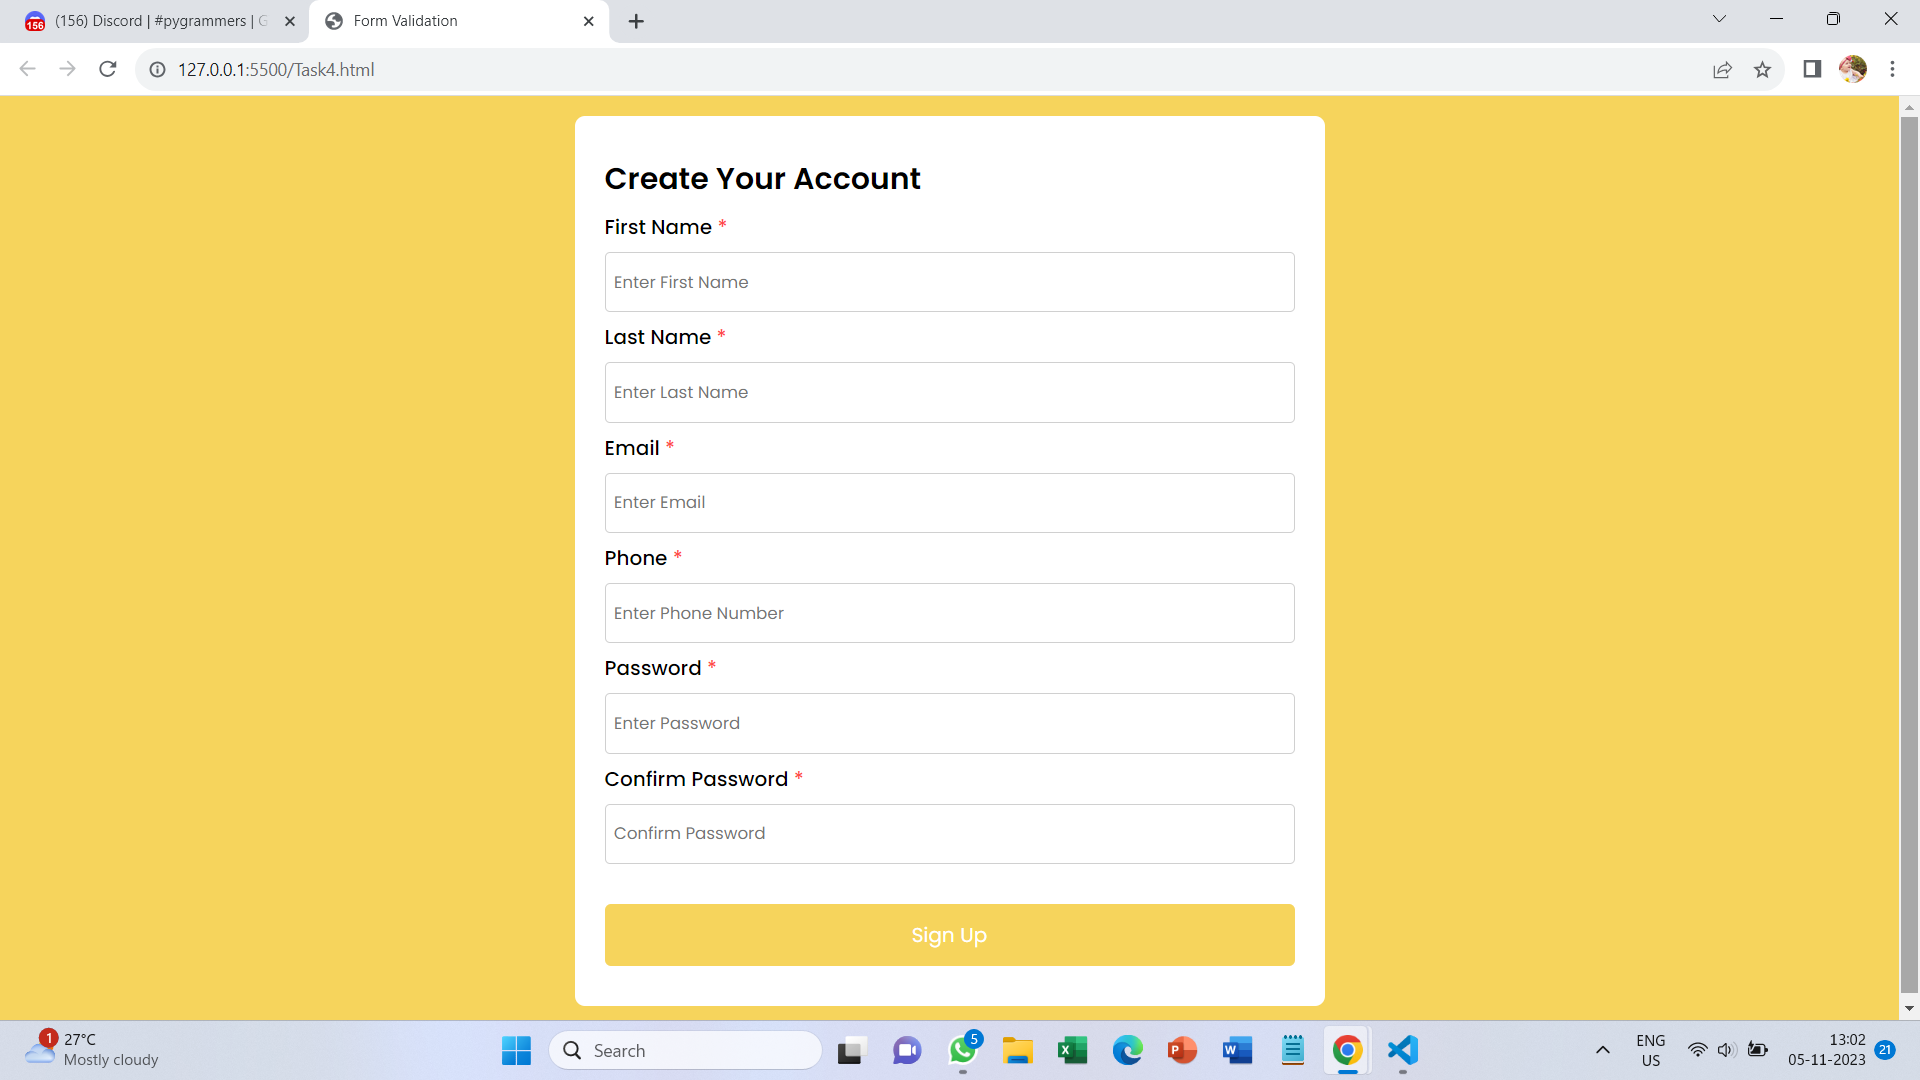 156
(156) Discord | #pygrammers | G
Form Validation
127.0.0.1:5500/Task4.html
Create Your Account
First Name *
Enter First Name
Last Name *
Enter Last Name
Email *
Enter Email
Phone *
Enter Phone Number
Password *
Enter Password
Confirm Password *
Confirm Password
Sign Up
1
27°C
Mostly cloudy
Search
5
X
P
W
ENG
US
13:02
05-11-2023
21